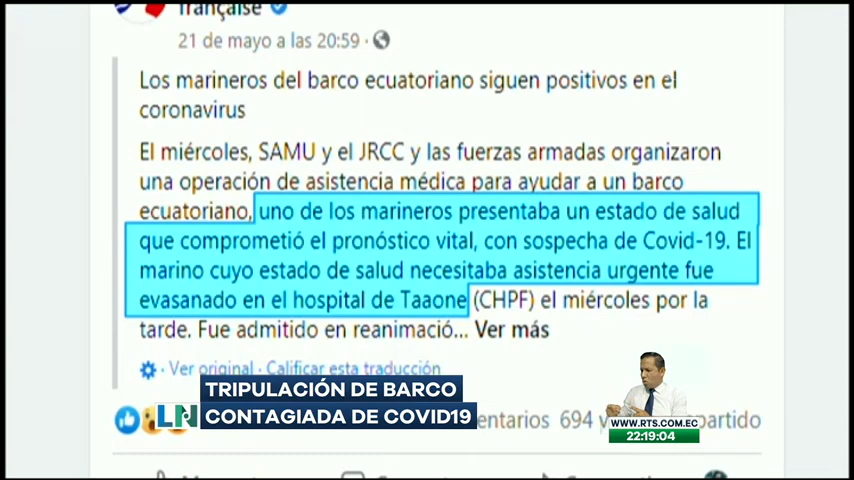 française
21 de mayo a las 20:59 ·
Los marineros del barco ecuatoriano siguen positivos en el
coronavirus
El miércoles, SAMU y el JRCC y las fuerzas armadas organizaron
una operación de asistencia médica para ayudar a un barco
ecuatoriano, uno de los marineros presentaba un estado de salud
que comprometió el pronóstico vital, con sospecha de Covid-19. El
marino cuyo estado de salud necesitaba asistencia urgente fue
evasanado en el hospital de Taaone (CHPF) el miércoles por la
tarde. Fue admitido en reanimació... Ver más
· Ver original · Calificar esta traducción
TRIPULACIÓN DE BARCO
LN CONTAGIADA DE COVID19
694
WWW.RTS.COM.EC
22:19:04